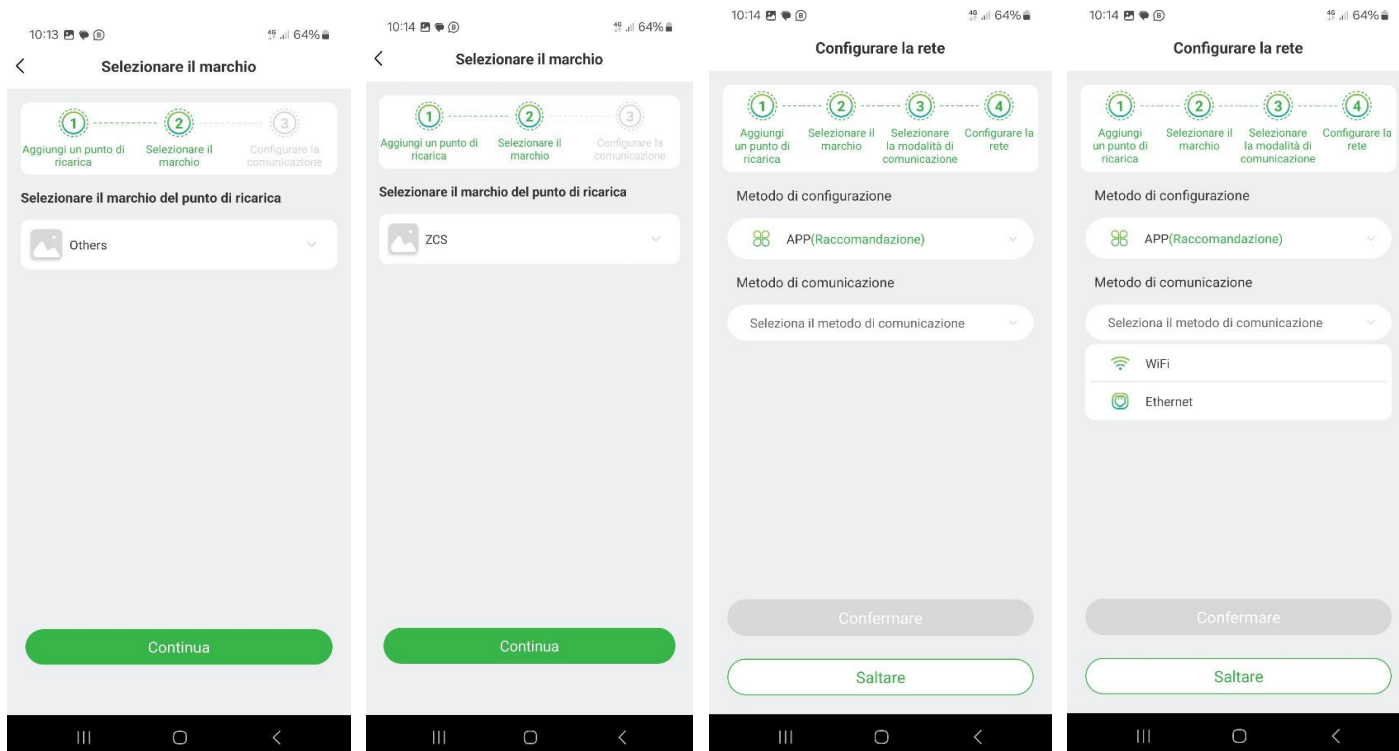 10:13
4G 64%
Selezionare il marchio
1
2
3
Aggiungi un punto di
ricarica
Selezionare il
marchio
Configurare la
comunicazione
Selezionare il marchio del punto di ricarica
Others
Continua
10:14
4G 64%
Selezionare il marchio
1
2
3
Aggiungi un punto di
ricarica
Selezionare il
marchio
Configurare la
comunicazione
Selezionare il marchio del punto di ricarica
ZCS
Continua
10:14
4G 64%
Configurare la rete
1
2
3
4
Aggiungi
un punto di
ricarica
Selezionare il
marchio
Selezionare
la modalità di
comunicazione
Configurare la
rete
Metodo di configurazione
APP(Raccomandazione)
Metodo di comunicazione
Seleziona il metodo di comunicazione
Confermare
Saltare
10:14
4G 64%
Configurare la rete
1
2
3
4
Aggiungi
un punto di
ricarica
Selezionare il
marchio
Selezionare
la modalità di
comunicazione
Configurare la
rete
Metodo di configurazione
APP(Raccomandazione)
Metodo di comunicazione
Seleziona il metodo di comunicazione
WiFi
Ethernet
Confermare
Saltare